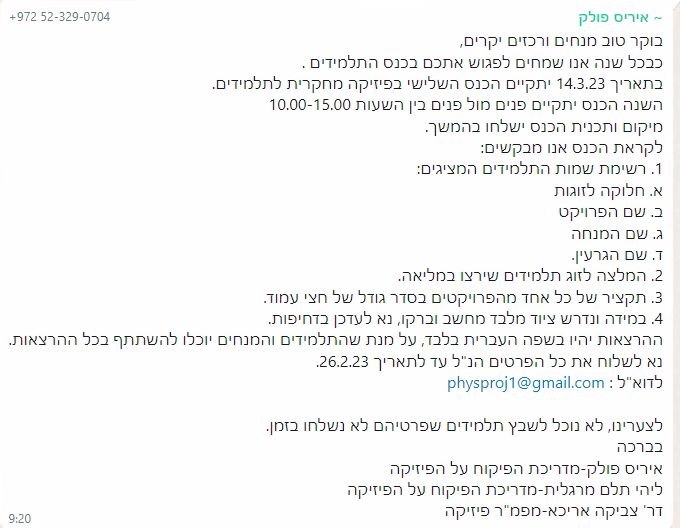 ~ איריס פולק
+972 52-329-0704
בוקר טוב מנחים ורכזים יקרים,
כבכל שנה אנו שמחים לפגוש אתכם בכנס התלמידים .
בתאריך 14.3.23 יתקיים הכנס השלישי בפיזיקה מחקרית לתלמידים.
השנה הכנס יתקיים פנים מול פנים בין השעות 10.00-15.00
מיקום ותכנית הכנס ישלחו בהמשך.
לקראת הכנס אנו מבקשים:
1. רשימת שמות התלמידים המציגים:
א. חלוקה לזוגות
ב. שם הפרויקט
ג. שם המנחה
ד. שם הגרעין.
2. המלצה לזוג תלמידים שירצו במליאה.
3. תקציר של כל אחד מהפרויקטים בסדר גודל של חצי עמוד.
4. במידה ונדרש ציוד מלבד מחשב וברקו, נא לעדכן בדחיפות.
ההרצאות יהיו בשפה העברית בלבד, על מנת שהתלמידים והמנחים יוכלו להשתתף בכל ההרצאות.
נא לשלוח את כל הפרטים הנ"ל עד לתאריך 26.2.23.
לדוא"ל : physproj1@gmail.com
לצערינו, לא נוכל לשבץ תלמידים שפרטיהם לא נשלחו בזמן.
בברכה
איריס פולק-מדריכת הפיקוח על הפיזיקה
ליהי תלם מרגלית-מדריכת הפיקוח על הפיזיקה
דר' צביקה אריכא-מפמ"ר פיזיקה
9:20